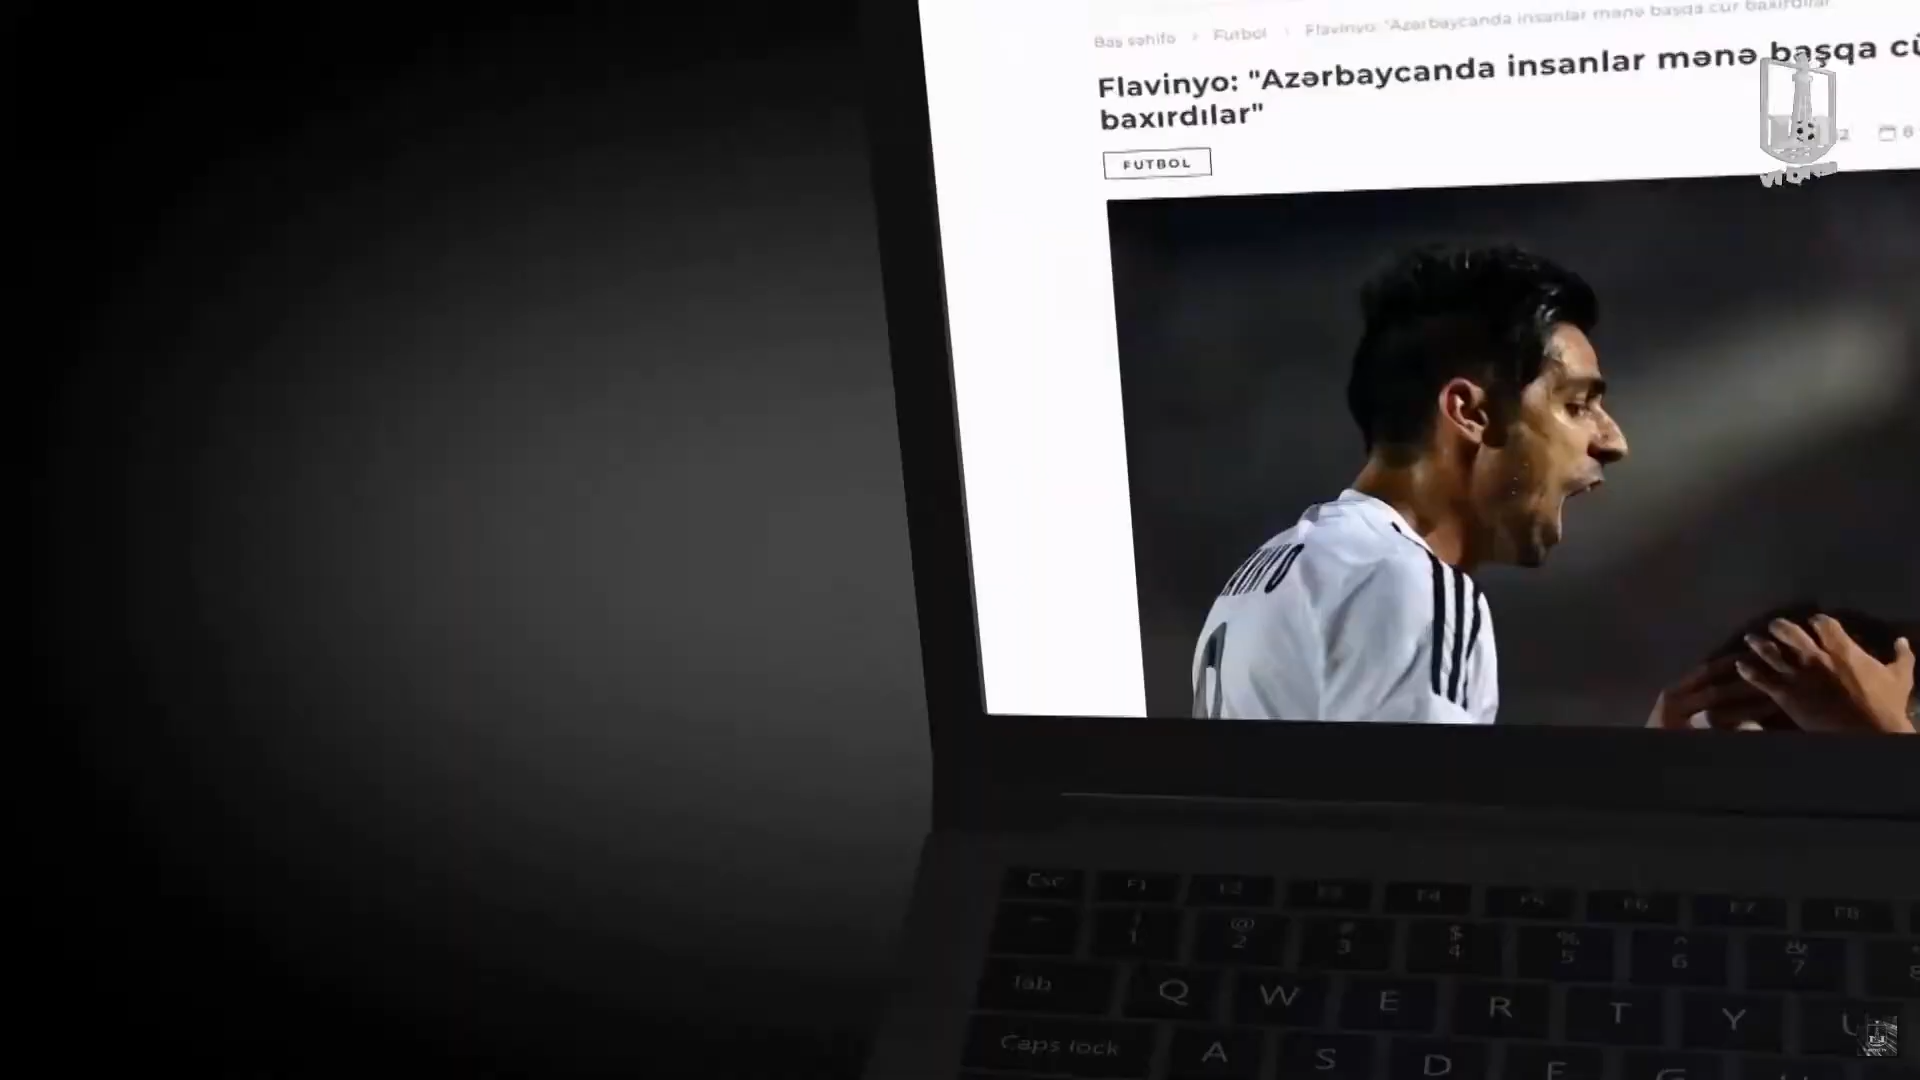 Baş səhifə > Futbol > Flavinyo: "Azərbaycanda insanlar mənə başqa cür baxırdılar
Flavinyo: "Azərbaycanda insanlar mənə başqa cü
baxırdılar"
FUTBOL
Esc F1 F2 F3 F4 F5 F6 F7 F8
! 1 @ 2 # 3 $ 4 % 5 ^ 6 & 7
Tab Q W E R T Y U
Caps lock A S D F G